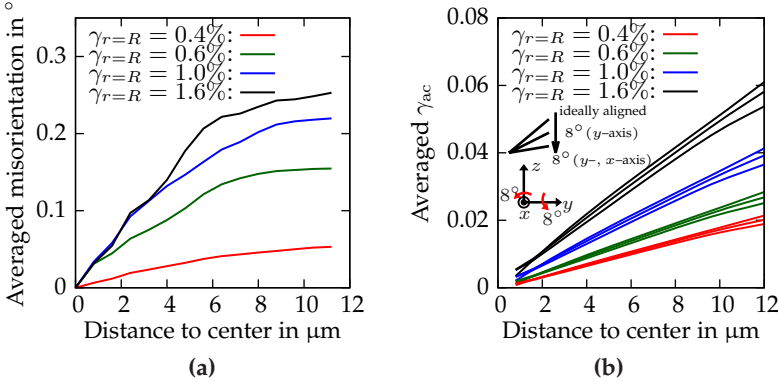 Averaged misorientation in °
0.3
0.2
0.1
0
γr=R = 0.4%:
γr=R = 0.6%:
γr=R = 1.0%:
γr=R = 1.6%:
0 2 4 6 8 10 12
Distance to center in μm
(a)
Averaged γac
0.08
0.06
0.04
0.02
0
γr=R = 0.4%:
γr=R = 0.6%:
γr=R = 1.0%:
γr=R = 1.6%:
ideally aligned
8° (y-axis)
8° (y-, x-axis)
z
8°
x
8°
y
0 2 4 6 8 10 12
Distance to center in μm
(b)